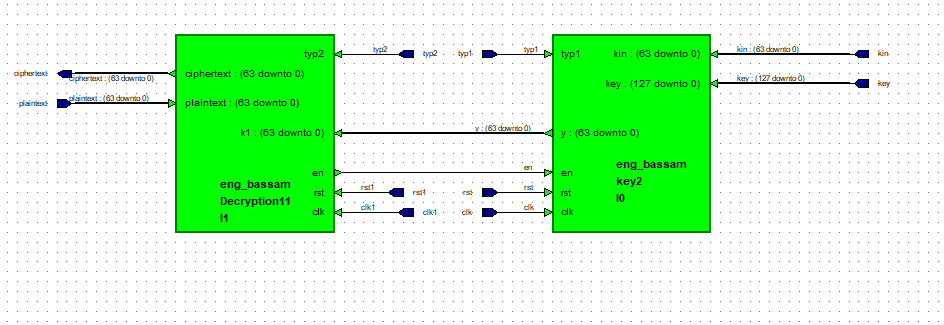 typ2
typ2
typ2
typ1
typ1
typ1
kin : (63 downto 0)
kin : (63 downto 0)
kin
ciphertext
ciphertext : (63 downto 0)
ciphertext : (63 downto 0)
key : (127 downto 0)
key : (127 downto 0)
key
plaintext
plaintext : (63 downto 0)
plaintext : (63 downto 0)
k1 : (63 downto 0)
y : (63 downto 0)
y : (63 downto 0)
en
en
en
eng_bassam
Decryption11
I1
rst
rst1
rst1
rst
rst
rst
clk
clk1
clk1
clk
clk
clk
eng_bassam
key2
I0